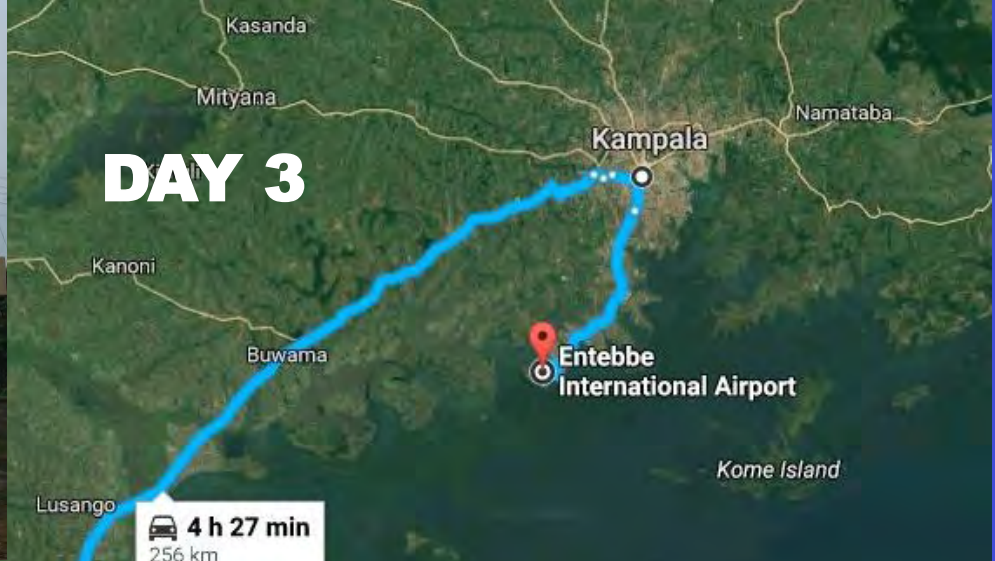 Kasanda
Mityana
Namataba
Kampala
DAY 3
Kanoni
Buwama
Entebbe
International Airport
Kome Island
Lusango
4 h 27 min
256 km